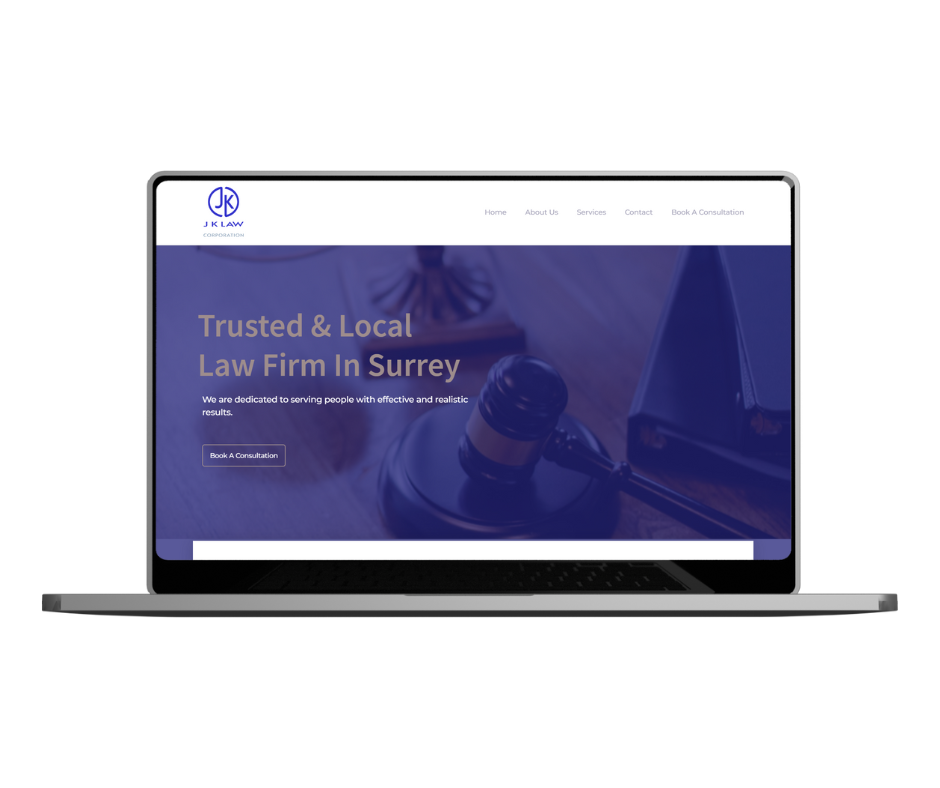 JK
J K LAW
CORPORATION
Home About Us Services Contact Book A Consultation
Trusted & Local
Law Firm In Surrey
We are dedicated to serving people with effective and realistic
results.
Book A Consultation